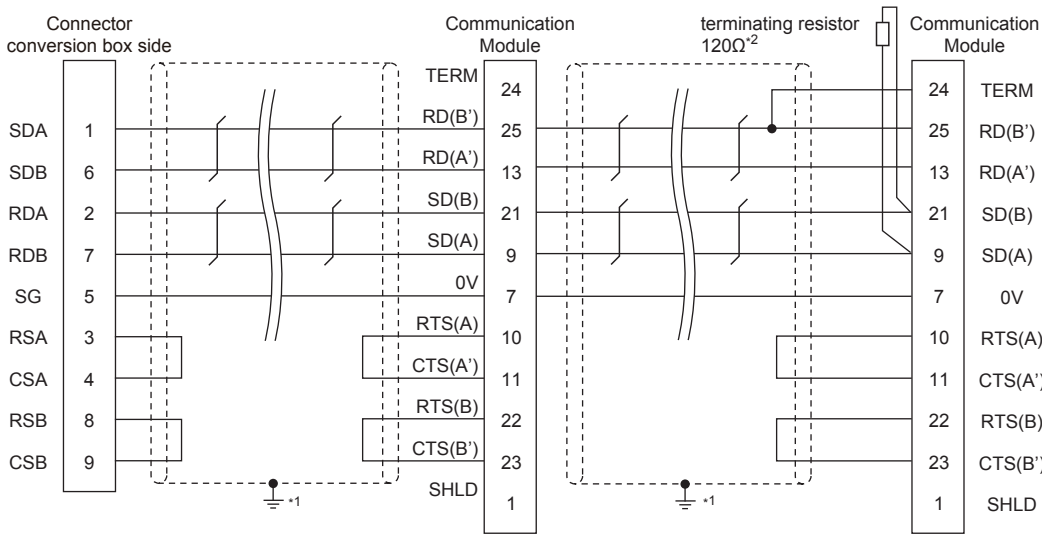 Connector
conversion box side
Communication
Module
terminating resistor
120Ω*2
Communication
Module
TERM 24 24 TERM
SDA 1 RD(B') 25 25 RD(B')
SDB 6 RD(A') 13 13 RD(A')
RDA 2 SD(B) 21 21 SD(B)
RDB 7 SD(A) 9 9 SD(A)
SG 5 0V 7 7 0V
RSA 3 RTS(A) 10 10 RTS(A)
CSA 4 CTS(A') 11 11 CTS(A')
RSB 8 RTS(B) 22 22 RTS(B)
CSB 9 CTS(B') 23 23 CTS(B')
SHLD 1 1 SHLD
*1 *1